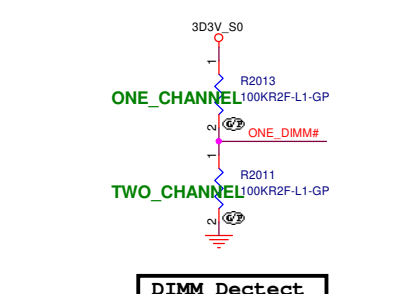 3D3V_S0
1
R2013
ONE_CHANNEL
100KR2F-L1-GP
2
ONE_DIMM#
1
R2011
TWO_CHANNEL
100KR2F-L1-GP
2
DIMM Dectect